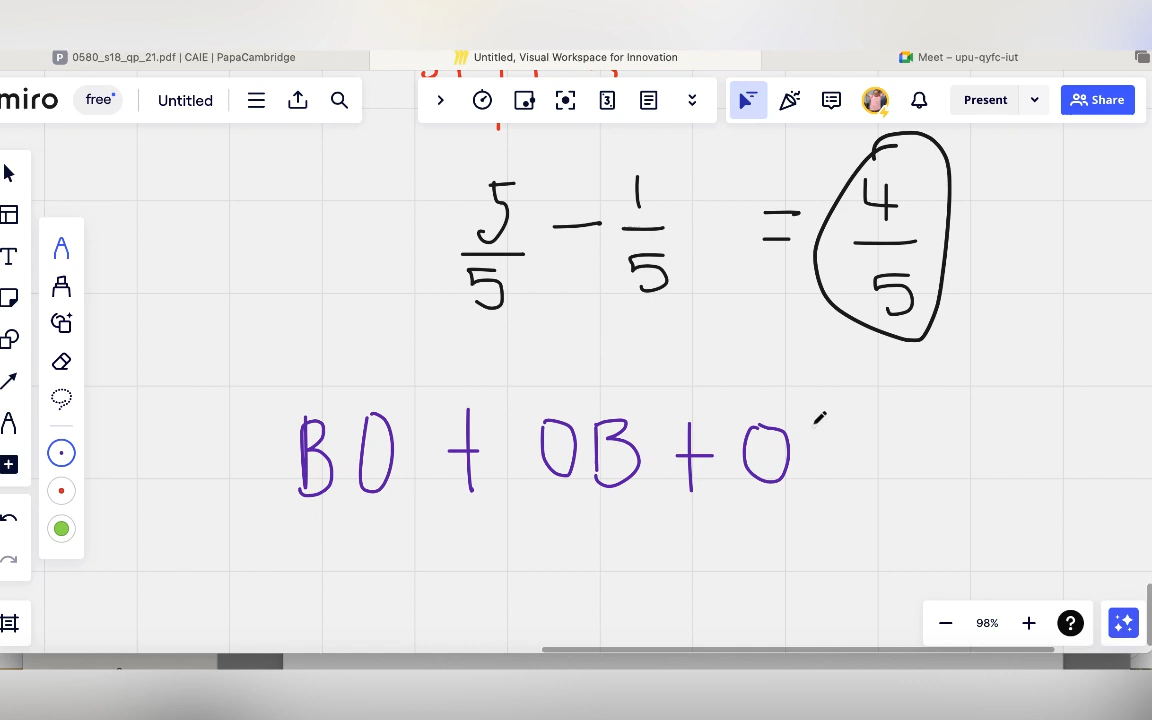 0580_s18_qp_21.pdf | CAIE | PapaCambridge
Untitled, Visual Workspace for Innovation
Meet – upu-qyfc-iut
miro
free
Untitled
3
Present
Share
5/5 − 1/5 = 4/5
BO + OB + O
98%
?